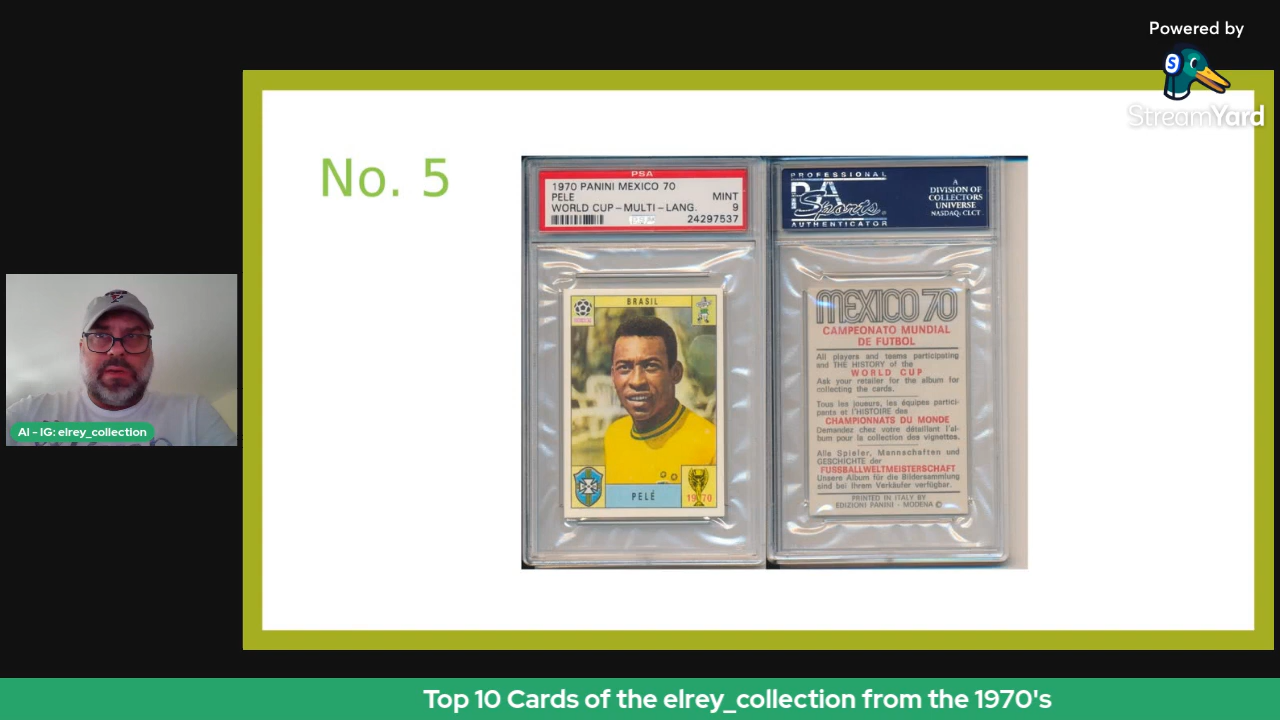 Powered by
StreamYard
No. 5
PSA
1970 PANINI MEXICO 70
PELE MINT
WORLD CUP – MULTI – LANG. 9
24297537
BRASIL
PELÉ
1970
PROFESSIONAL
PSA
Sports
AUTHENTICATOR
A
DIVISION OF
COLLECTORS
UNIVERSE
NASDAQ: CLCT
MEXICO 70
CAMPEONATO MUNDIAL
DE FUTBOL
All players and teams participating
and THE HISTORY of the
WORLD CUP
Ask your retailer for the album for
collecting the cards.
Tous les joueurs, les équipes partici-
pants et l'HISTOIRE des
CHAMPIONNATS DU MONDE
Demandez chez votre détaillant l'al-
bum pour la collection des vignettes.
Alle Spieler, Mannschaften und
GESCHICHTE der
FUSSBALLWELTMEISTERSCHAFT
Unsere Album für die Bildersammlung
sind bei Ihrem Verkäufer verfügbar.
PRINTED IN ITALY BY
EDIZIONI PANINI - MODENA ©
AI - IG: elrey_collection
Top 10 Cards of the elrey_collection from the 1970's